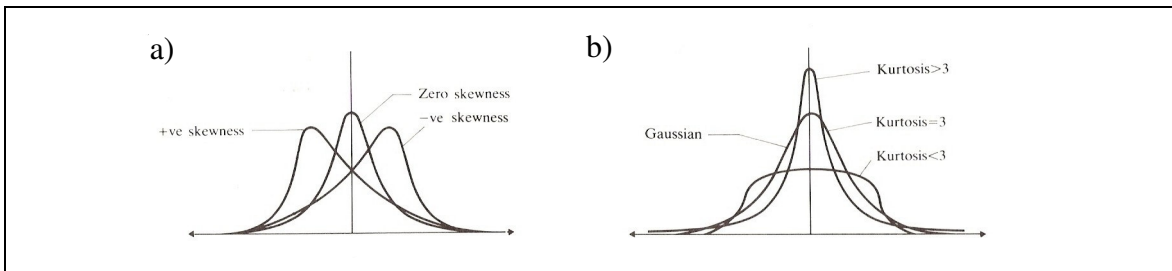 a)
Zero skewness
−ve skewness
+ve skewness
b)
Kurtosis>3
Kurtosis=3
Gaussian
Kurtosis<3